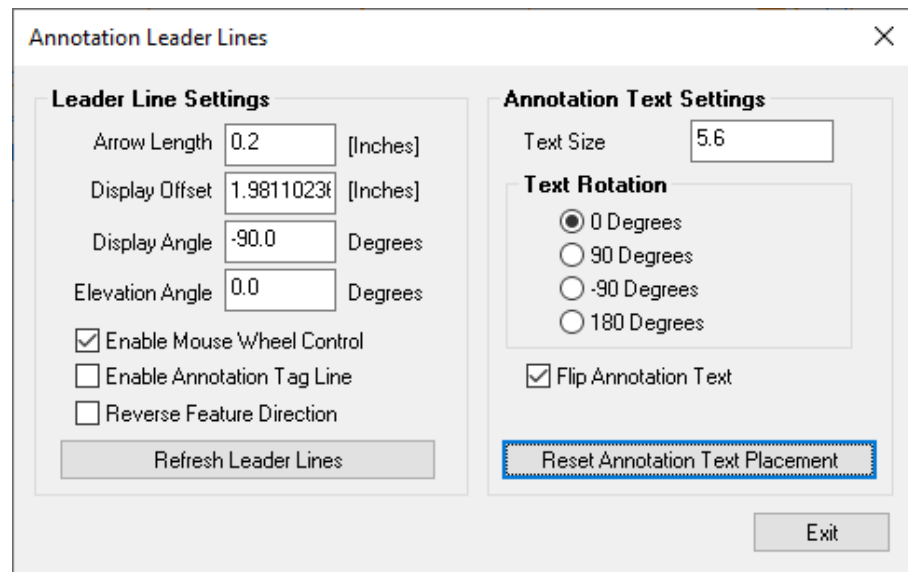 Annotation Leader Lines
Leader Line Settings
Arrow Length 0.2 [Inches]
Display Offset 1.98110236 [Inches]
Display Angle -90.0 Degrees
Elevation Angle 0.0 Degrees
Enable Mouse Wheel Control
Enable Annotation Tag Line
Reverse Feature Direction
Refresh Leader Lines
Annotation Text Settings
Text Size 5.6
Text Rotation
0 Degrees
90 Degrees
-90 Degrees
180 Degrees
Flip Annotation Text
Reset Annotation Text Placement
Exit